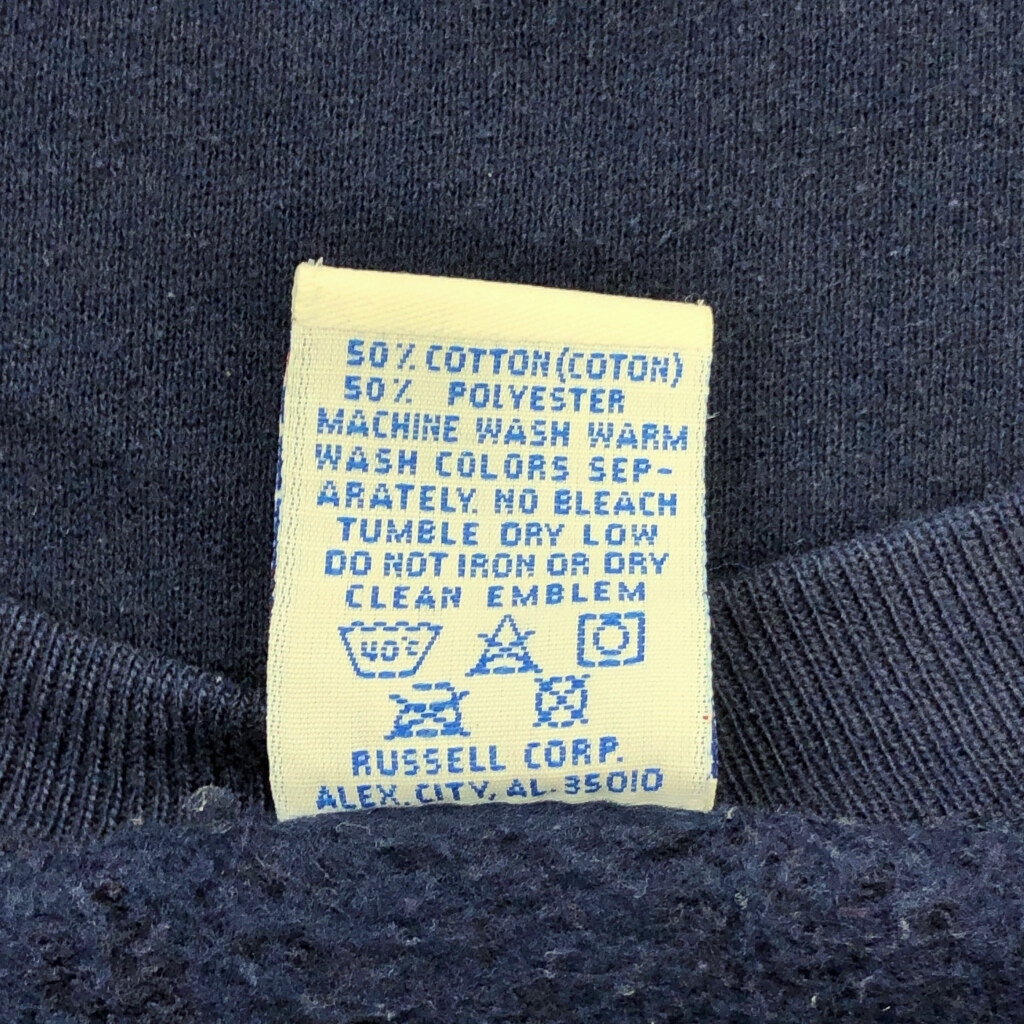 50% COTTON (COTON)
50% POLYESTER
MACHINE WASH WARM
WASH COLORS SEP-
ARATELY. NO BLEACH
TUMBLE DRY LOW
DO NOT IRON OR DRY
CLEAN EMBLEM
40°C
RUSSELL CORP.
ALEX. CITY, AL. 35010